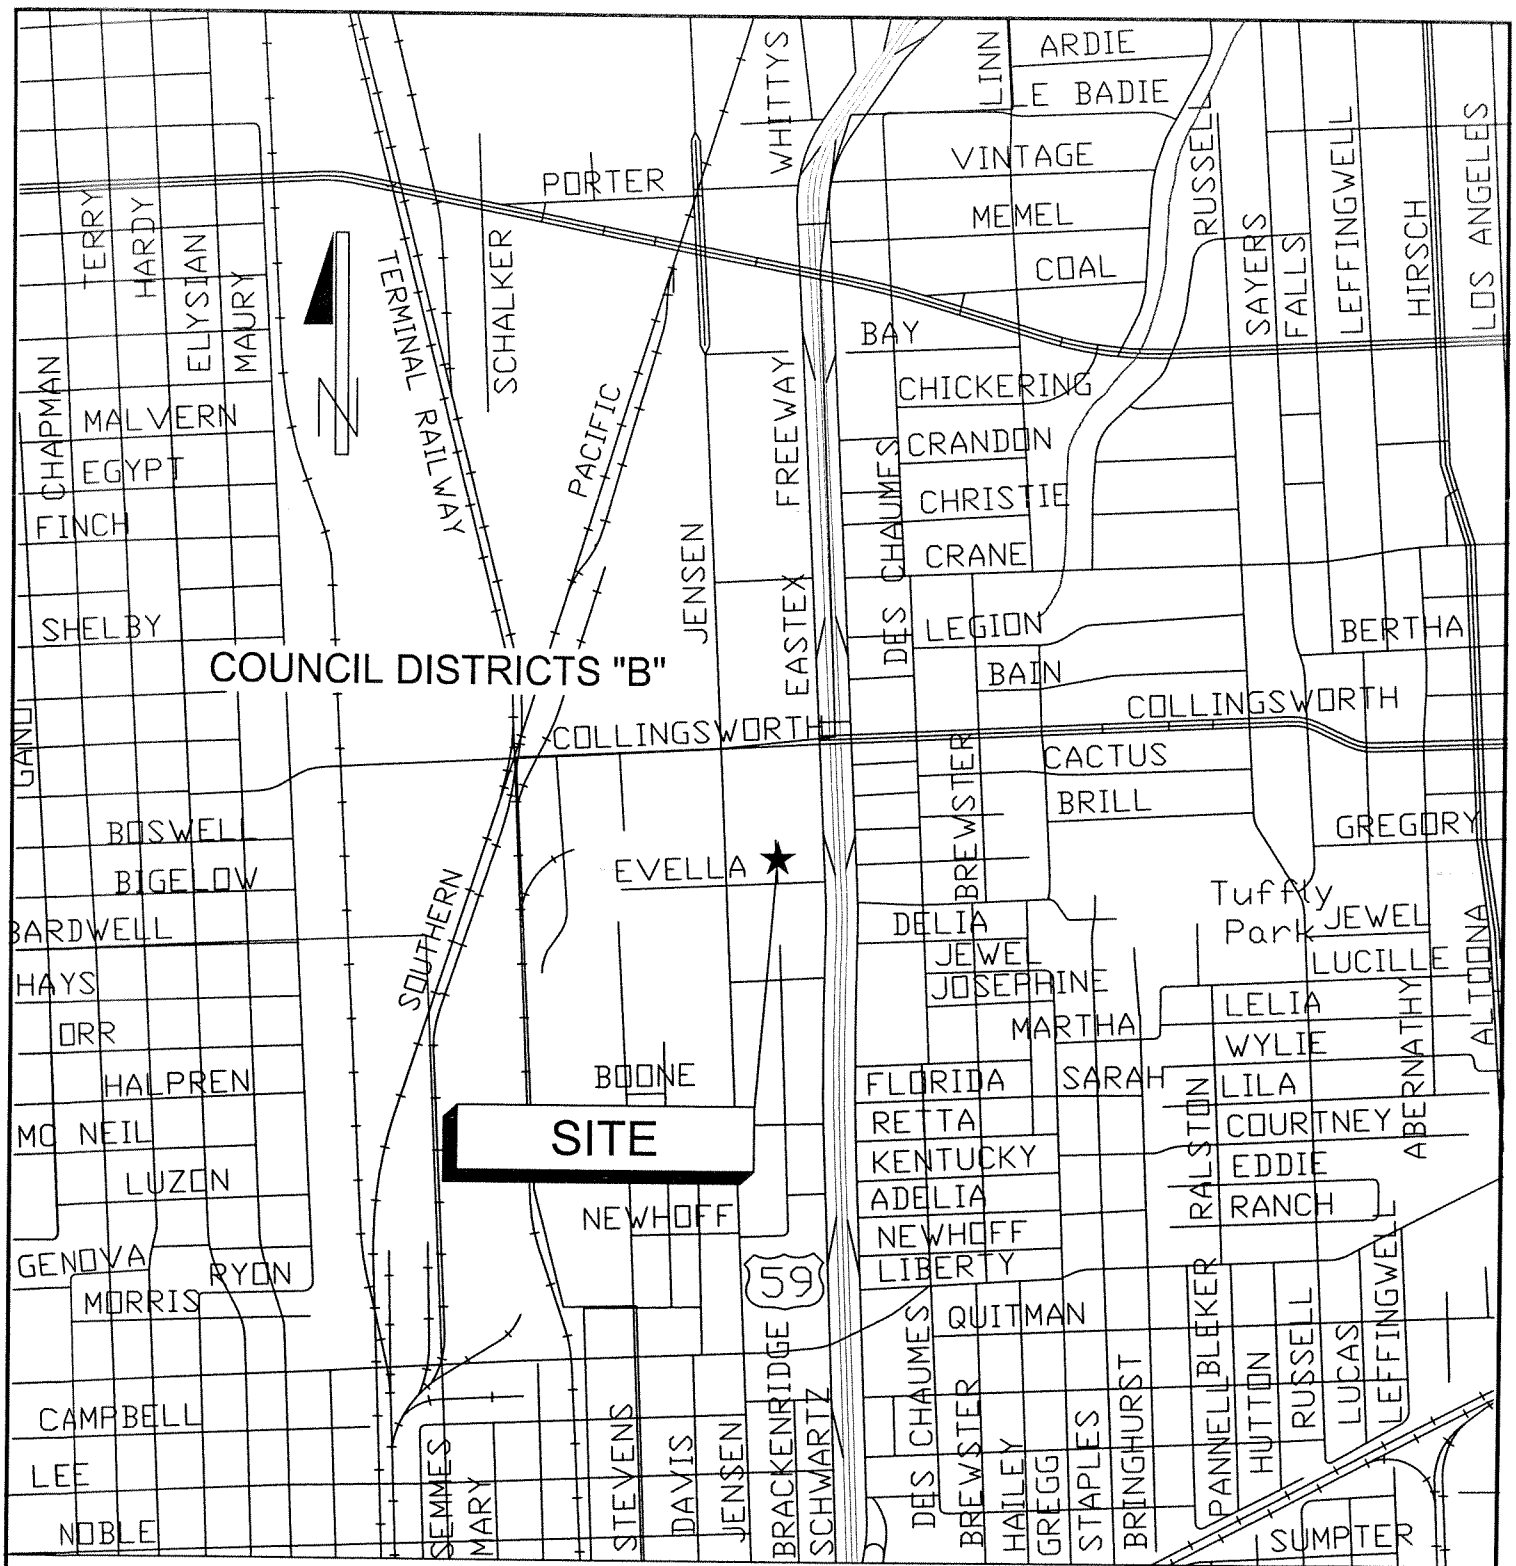 ARDIE
LINN
LE BADIE
WHITTYS
VINTAGE
RUSSELL
LEFFINGWELL
LOS ANGELES
PORTER
TERRY
HARDY
MEMEL
HIRSCH
SAYERS
FALLS
ELYSIAN
MAURY
SCHALKER
COAL
TERMINAL RAILWAY
BAY
N
CHAPMAN
MALVERN
CHICKERING
PACIFIC
EASTEX FREEWAY
CRANDON
EGYPT
CHRISTIE
FINCH
DES CHAUMES
CRANE
JENSEN
SHELBY
LEGION
BERTHA
COUNCIL DISTRICTS "B"
BAIN
COLLINGSWORTH
COLLINGSWORTH
GANO
CACTUS
BREWSTER
BRILL
BOSWELL
GREGORY
EVELLA
BIGELOW
Tuffly
Park
JEWEL
BARDWELL
DELIA
SOUTHERN
JEWEL
LUCILLE
ALTOONA
HAYS
JOSEPHINE
LELIA
ORR
MARTHA
WYLIE
ABERNATHY
HALPREN
BOONE
FLORIDA
SARAH
LILA
MC NEIL
SITE
RETTA
RALSTON
COURTNEY
LUZON
KENTUCKY
EDDIE
ADELIA
RANCH
NEWHOFF
NEWHOFF
GENOVA
RYON
59
LIBERTY
MORRIS
QUITMAN
BLEKER
LEFFINGWELL
RUSSELL
LUCAS
HUTTON
PANNELL
CAMPBELL
STEVENS
BRACKENRIDGE
SCHWARTZ
DES CHAUMES
BREWSTER
BRINGHURST
STAPLES
LEE
SEMMES
MARY
DAVIS
JENSEN
HAILEY
GREGG
NOBLE
SUMPTER